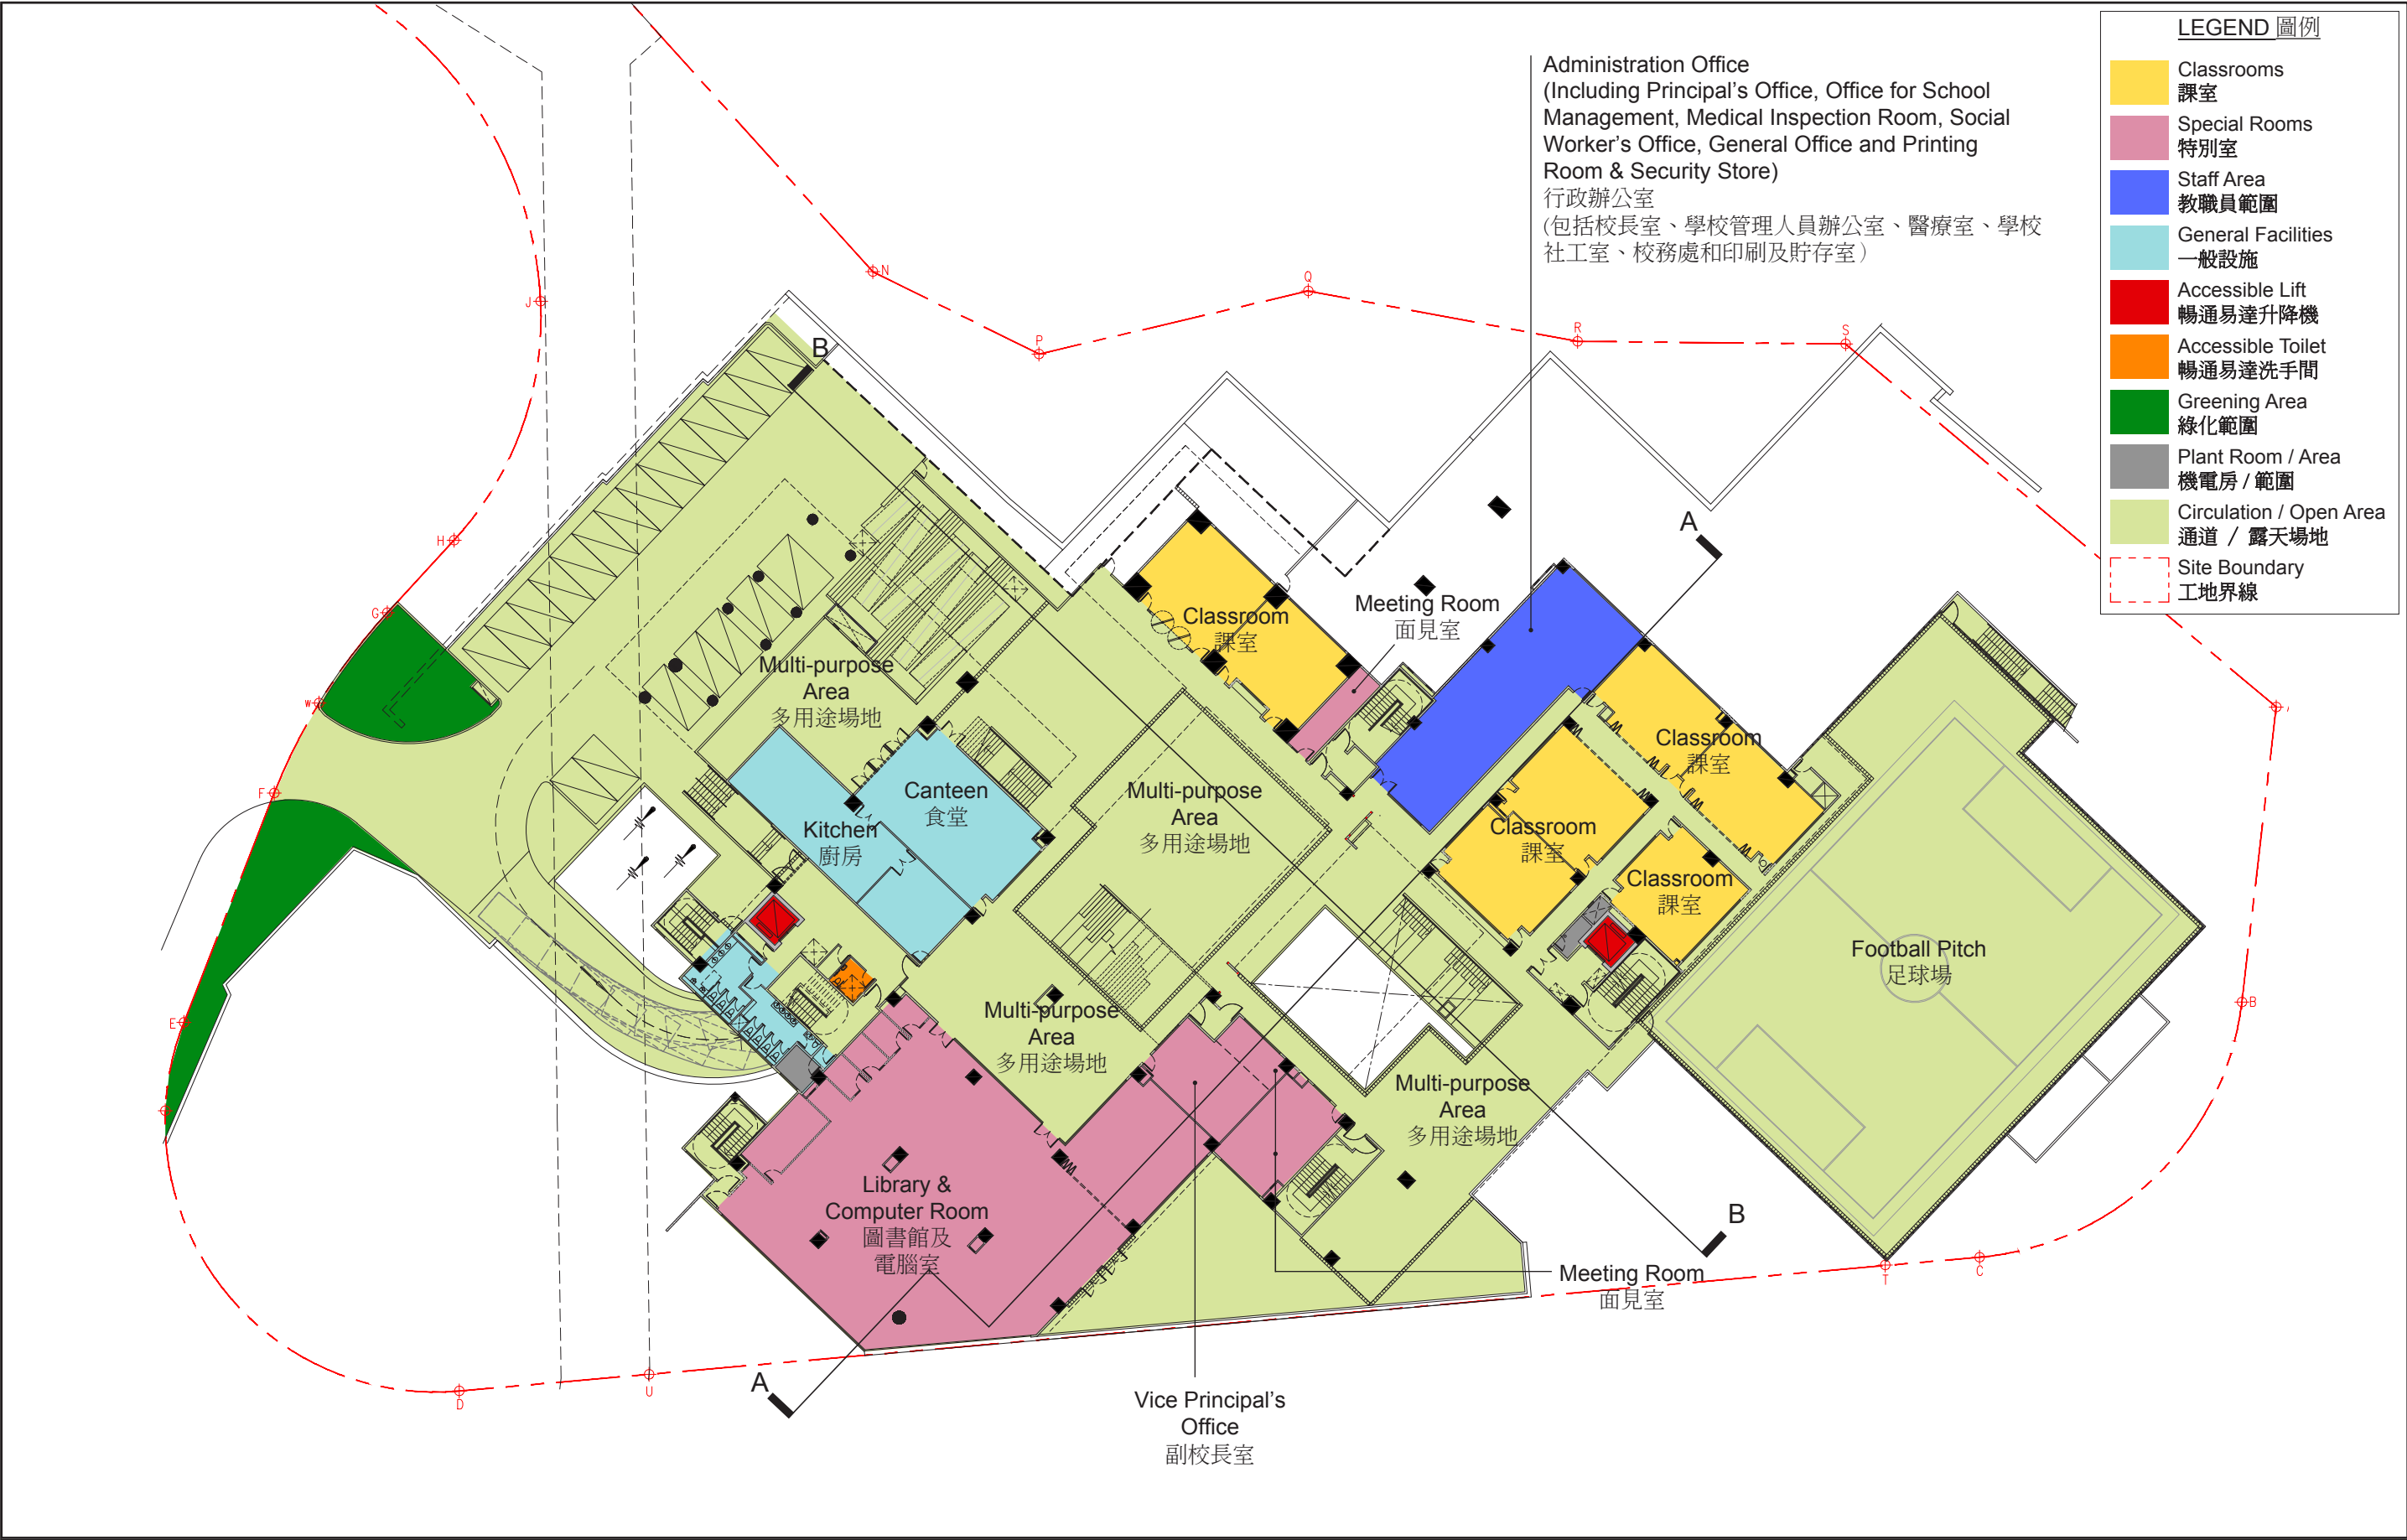 LEGEND 圖例
Classrooms
課室
Special Rooms
特別室
Staff Area
教職員範圍
General Facilities
一般設施
Accessible Lift
暢通易達升降機
Accessible Toilet
暢通易達洗手間
Greening Area
綠化範圍
Plant Room / Area
機電房 / 範圍
Circulation / Open Area
通道 / 露天場地
Site Boundary
工地界線
Administration Office
(Including Principal's Office, Office for School
Management, Medical Inspection Room, Social
Worker's Office, General Office and Printing
Room & Security Store)
行政辦公室
(包括校長室、學校管理人員辦公室、醫療室、學校
社工室、校務處和印刷及貯存室)
N
J
Q
P
R
S
B
H
A
G
W
Classroom
課室
Meeting Room
面見室
Multi-purpose
Area
多用途場地
Classroom
課室
F
Canteen
食堂
Multi-purpose
Area
多用途場地
Kitchen
廚房
Classroom
課室
Classroom
課室
Football Pitch
足球場
B
E
Multi-purpose
Area
多用途場地
Multi-purpose
Area
多用途場地
Library &
Computer Room
圖書館及
電腦室
B
Meeting Room
面見室
T
C
A
D
U
Vice Principal's
Office
副校長室